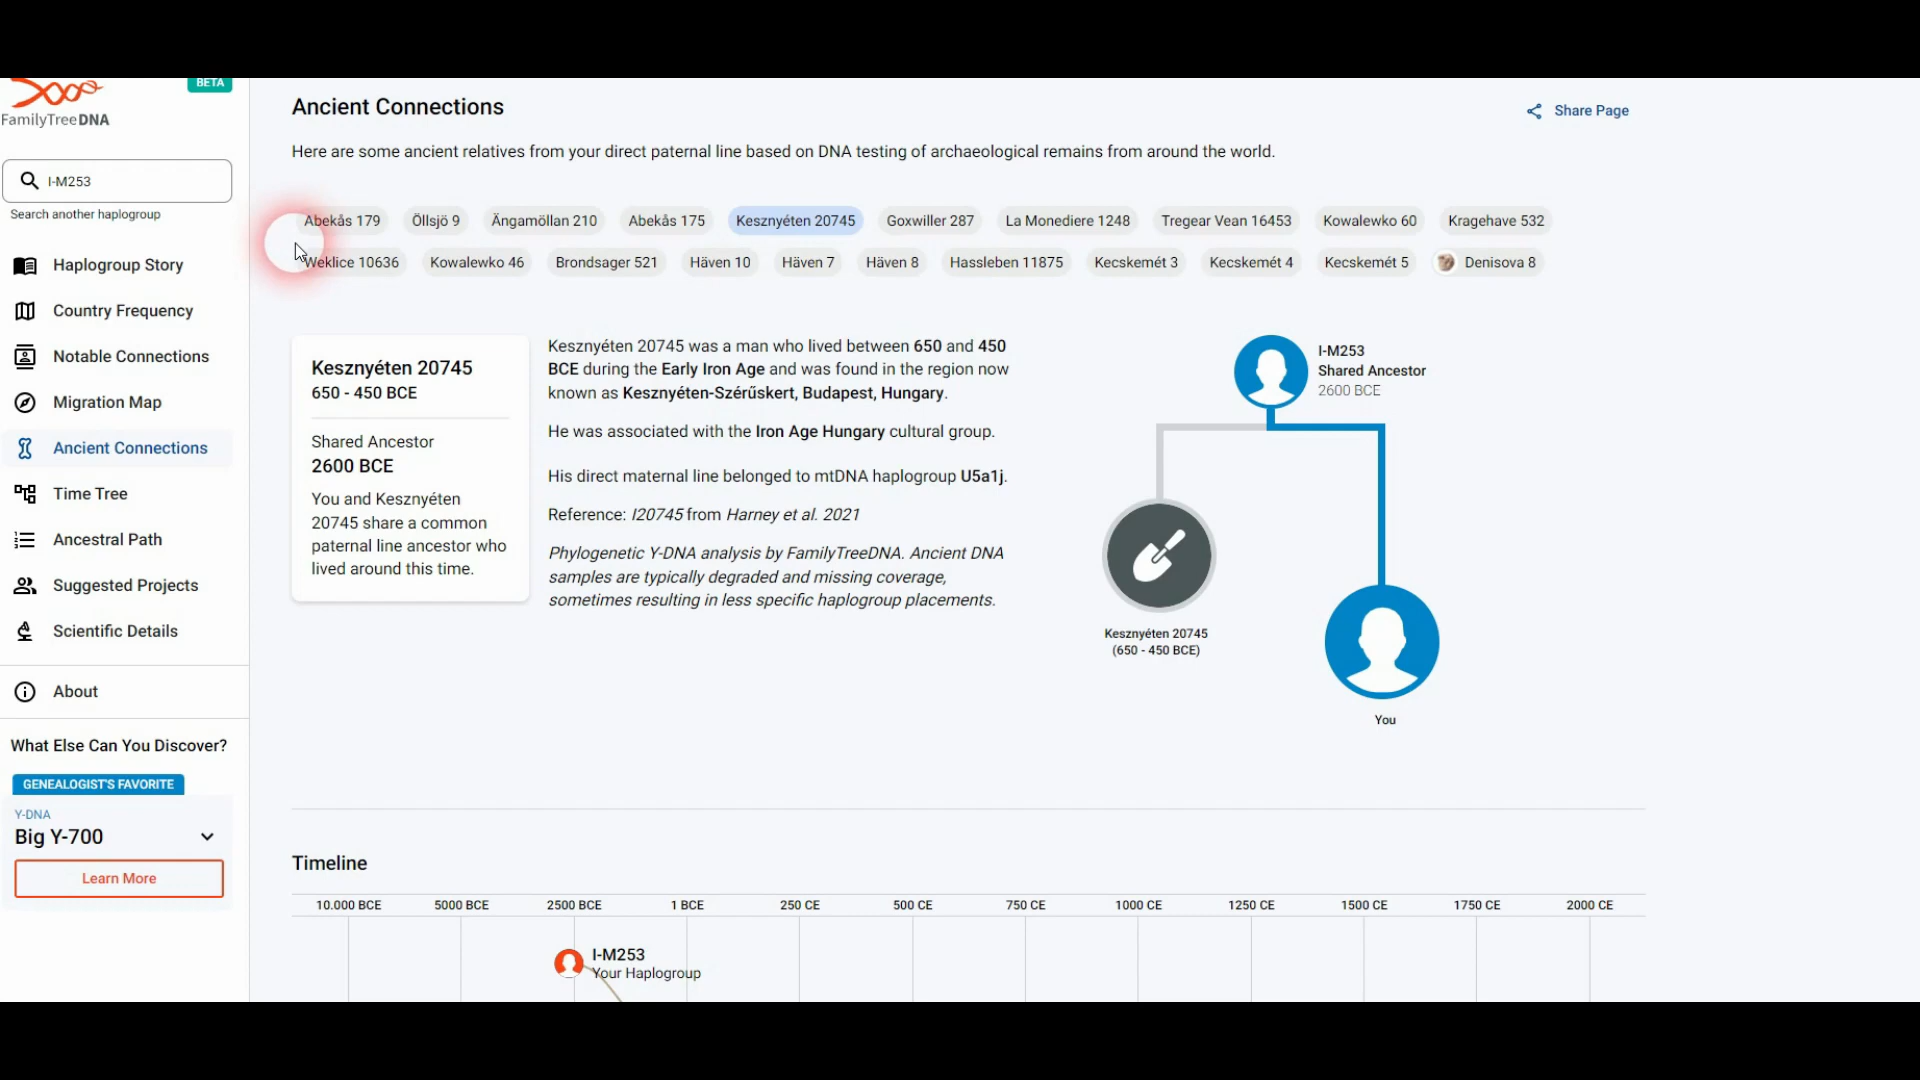 BETA
FamilyTreeDNA
I-M253
Search another haplogroup
Haplogroup Story
Country Frequency
Notable Connections
Migration Map
Ancient Connections
Time Tree
Ancestral Path
Suggested Projects
Scientific Details
About
What Else Can You Discover?
GENEALOGIST'S FAVORITE
Y-DNA
Big Y-700
Learn More
Ancient Connections
Share Page
Here are some ancient relatives from your direct paternal line based on DNA testing of archaeological remains from around the world.
Abekås 179 Öllsjö 9 Ängamöllan 210 Abekås 175 Kesznyéten 20745 Goxwiller 287 La Monediere 1248 Tregear Vean 16453 Kowalewko 60 Kragehave 532
Weklice 10636 Kowalewko 46 Brondsager 521 Häven 10 Häven 7 Häven 8 Hassleben 11875 Kecskemét 3 Kecskemét 4 Kecskemét 5 Denisova 8
Kesznyéten 20745
650 - 450 BCE
Shared Ancestor
2600 BCE
You and Kesznyéten
20745 share a common
paternal line ancestor who
lived around this time.
Kesznyéten 20745 was a man who lived between 650 and 450
BCE during the Early Iron Age and was found in the region now
known as Kesznyéten-Szérűskert, Budapest, Hungary.
He was associated with the Iron Age Hungary cultural group.
His direct maternal line belonged to mtDNA haplogroup U5a1j.
Reference: I20745 from Harney et al. 2021
Phylogenetic Y-DNA analysis by FamilyTreeDNA. Ancient DNA
samples are typically degraded and missing coverage,
sometimes resulting in less specific haplogroup placements.
I-M253
Shared Ancestor
2600 BCE
Kesznyéten 20745
(650 - 450 BCE)
You
Timeline
10.000 BCE 5000 BCE 2500 BCE 1 BCE 250 CE 500 CE 750 CE 1000 CE 1250 CE 1500 CE 1750 CE 2000 CE
I-M253
Your Haplogroup